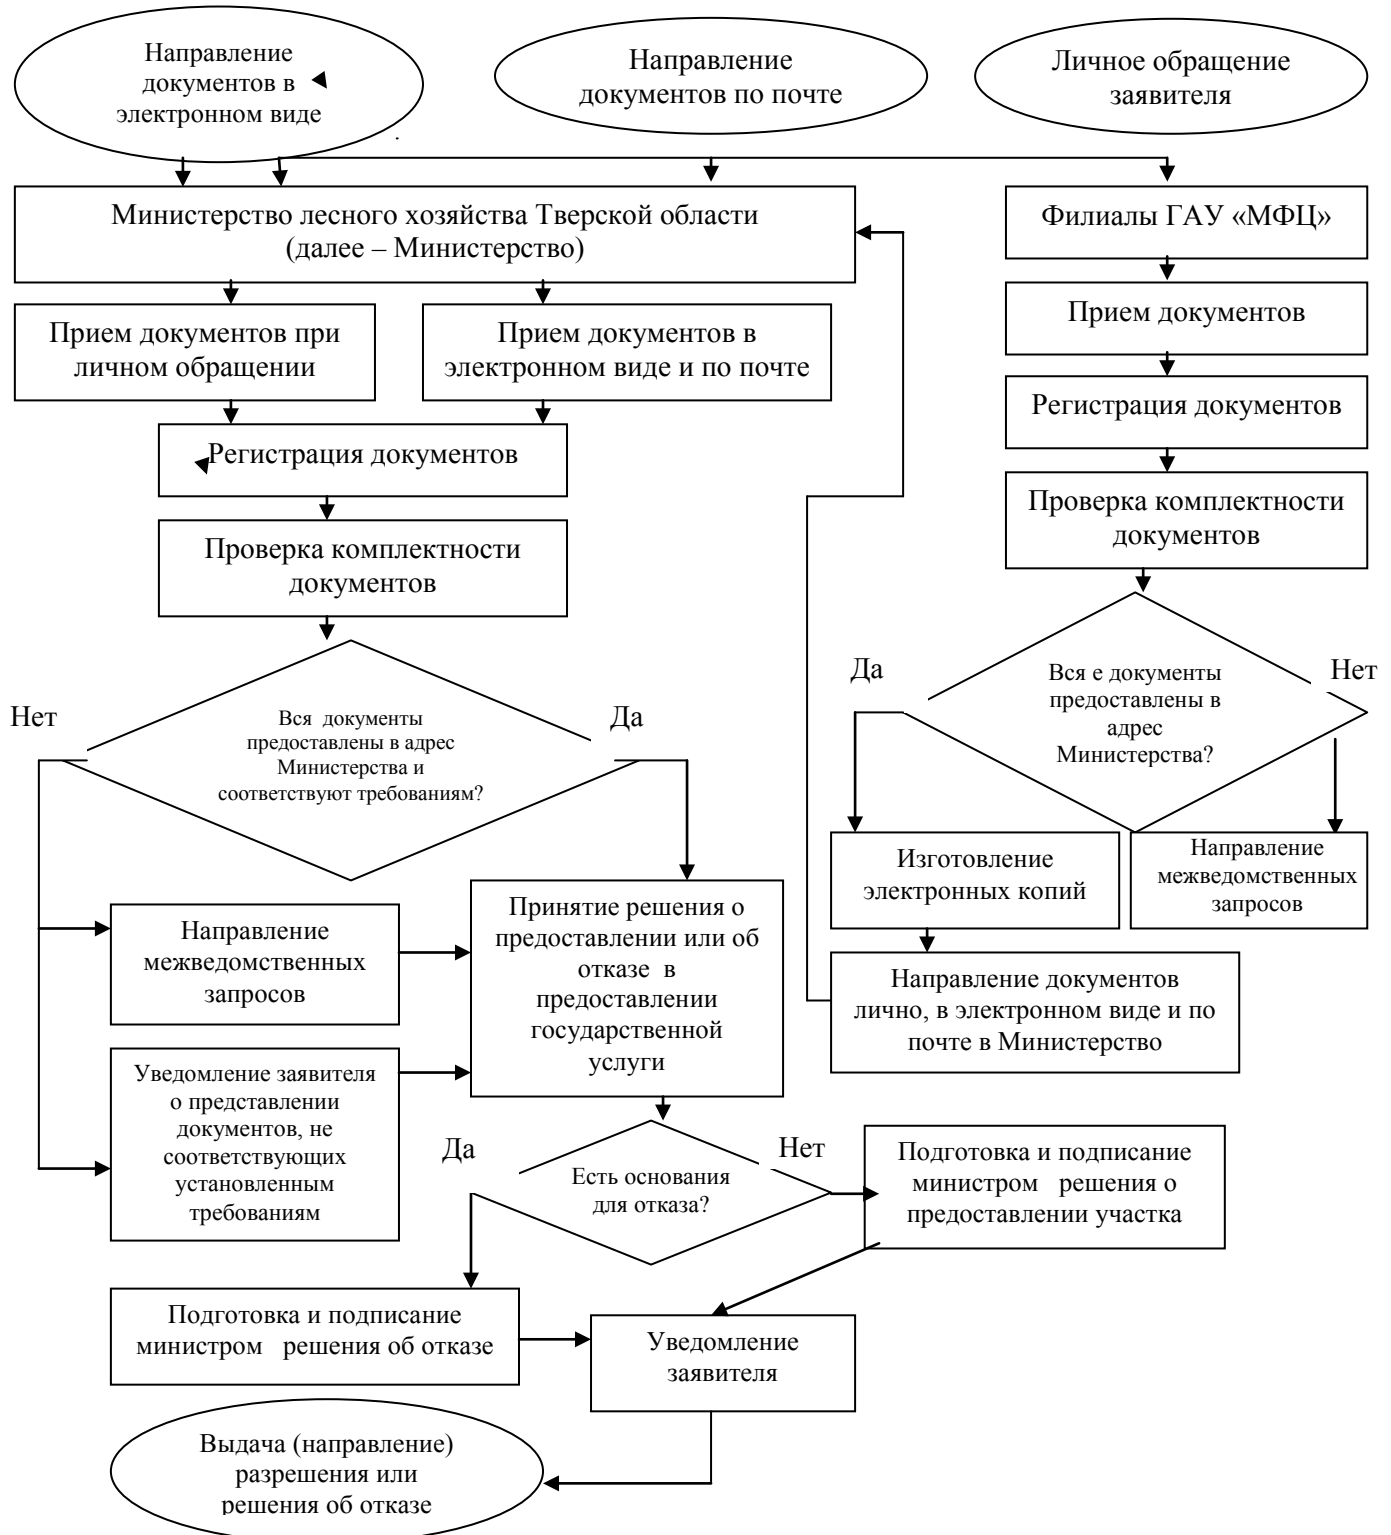 Направление
документов в
электронном виде
Направление
документов по почте
Личное обращение
заявителя
Министерство лесного хозяйства Тверской области
(далее – Министерство)
Филиалы ГАУ «МФЦ»
Прием документов при
личном обращении
Прием документов в
электронном виде и по почте
Прием документов
Регистрация документов
Регистрация документов
Проверка комплектности
документов
Проверка комплектности
документов
Да
Вся е документы
предоставлены в
адрес
Министерства?
Нет
Нет
Вся  документы
предоставлены в адрес
Министерства и
соответствуют требованиям?
Да
Изготовление
электронных копий
Направление
межведомственных
запросов
Направление
межведомственных
запросов
Принятие решения о
предоставлении или об
отказе  в
предоставлении
государственной
услуги
Направление документов
лично, в электронном виде и по
почте в Министерство
Уведомление заявителя
о представлении
документов, не
соответствующих
установленным
требованиям
Да
Есть основания
для отказа?
Нет
Подготовка и подписание
министром   решения о
предоставлении участка
Подготовка и подписание
министром   решения об отказе
Уведомление
заявителя
Выдача (направление)
разрешения или
решения об отказе